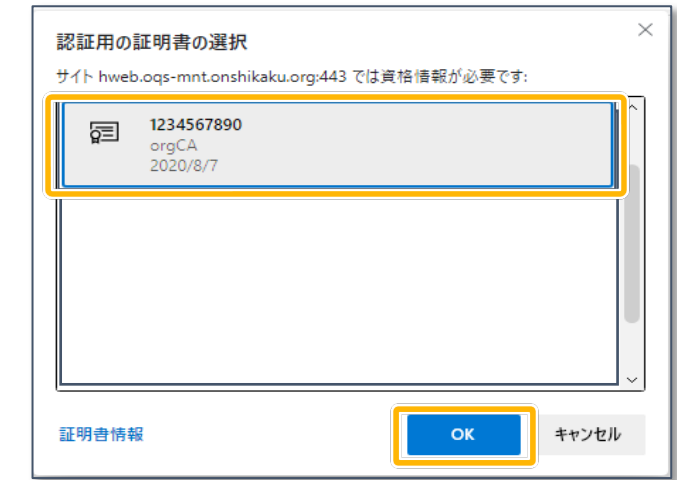 認証用の証明書の選択
サイト hweb.oqs-mnt.onshikaku.org:443 では資格情報が必要です:
1234567890
orgCA
2020/8/7
証明書情報
OK
キャンセル